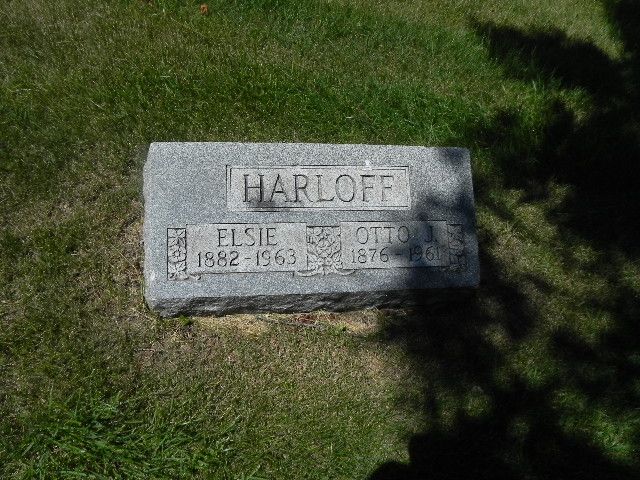 HARLOFF
ELSIE
1882-1963
OTTO J.
1876-1961